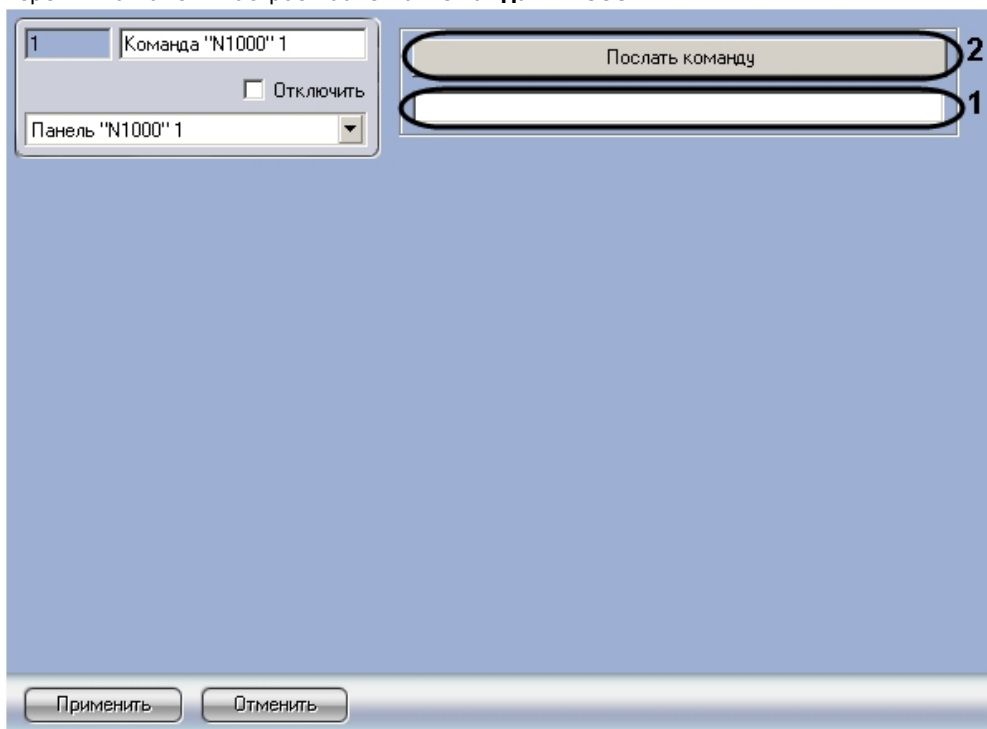 1
Команда "N1000" 1
Отключить
Панель "N1000" 1
Послать команду
2
1
Применить
Отменить